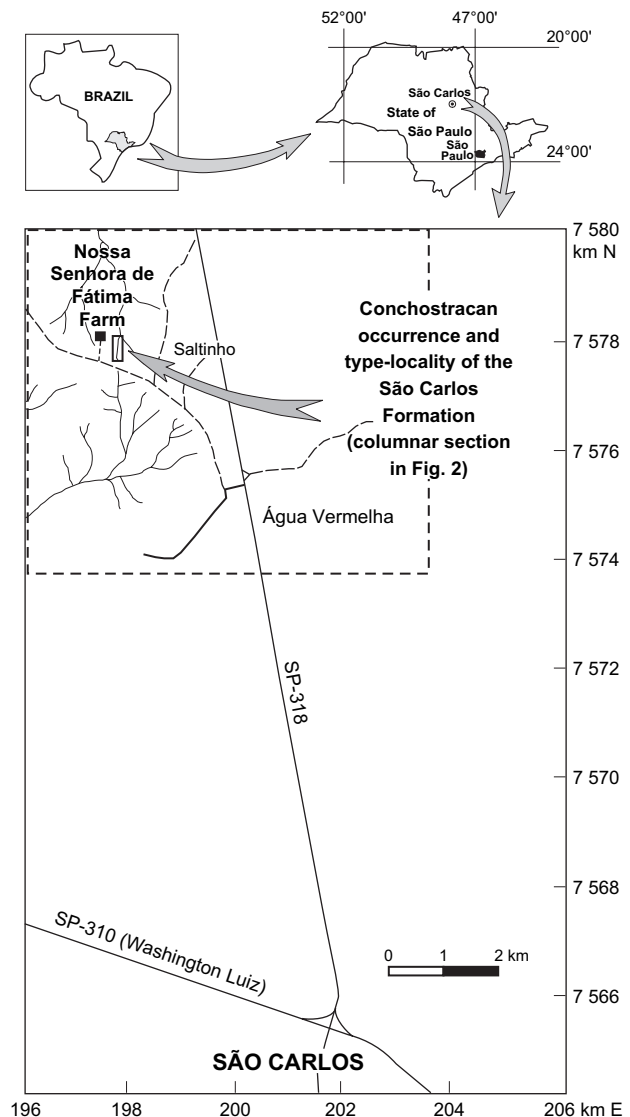 BRAZIL
52°00'
47°00'
20°00'
São Carlos
State of
São Paulo
São
Paulo
24°00'
7 580
km N
Nossa
Senhora de
Fátima
Farm
Saltinho
Conchostracan
occurrence and
type-locality of the
São Carlos
Formation
(columnar section
in Fig. 2)
Água Vermelha
7 578
7 576
7 574
7 572
7 570
7 568
7 566
SP-318
SP-310 (Washington Luiz)
0 1 2 km
SÃO CARLOS
196 198 200 202 204 206 km E